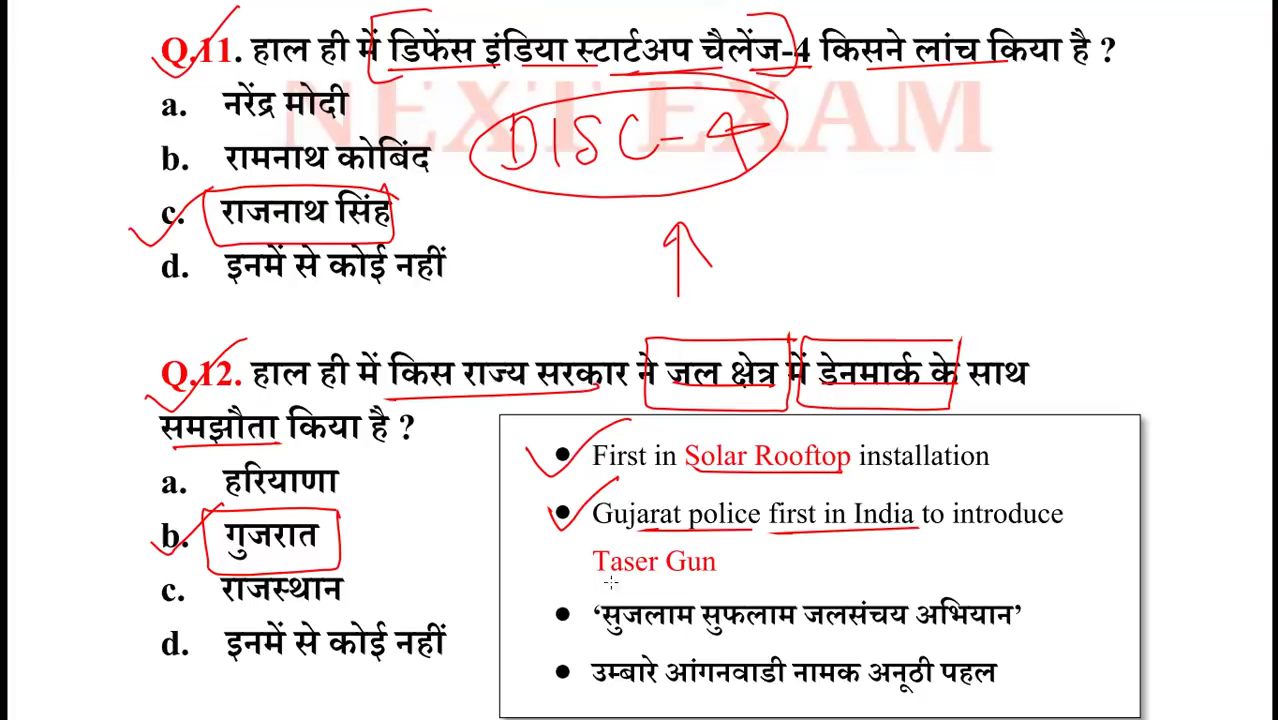 Q.11. हाल ही में डिफेंस इंडिया स्टार्टअप चैलेंज-4 किसने लांच किया है ?
NEXT EXAM
a. नरेंद्र मोदी
DISC-4
b. रामनाथ कोबिंद
c. राजनाथ सिंह
d. इनमें से कोई नहीं
Q.12. हाल ही में किस राज्य सरकार ने जल क्षेत्र में डेनमार्क के साथ
समझौता किया है ?
a. हरियाणा
b. गुजरात
c. राजस्थान
d. इनमें से कोई नहीं
• First in Solar Rooftop installation
• Gujarat police first in India to introduce
Taser Gun
• ‘सुजलाम सुफलाम जलसंचय अभियान’
• उम्बारे आंगनवाडी नामक अनूठी पहल